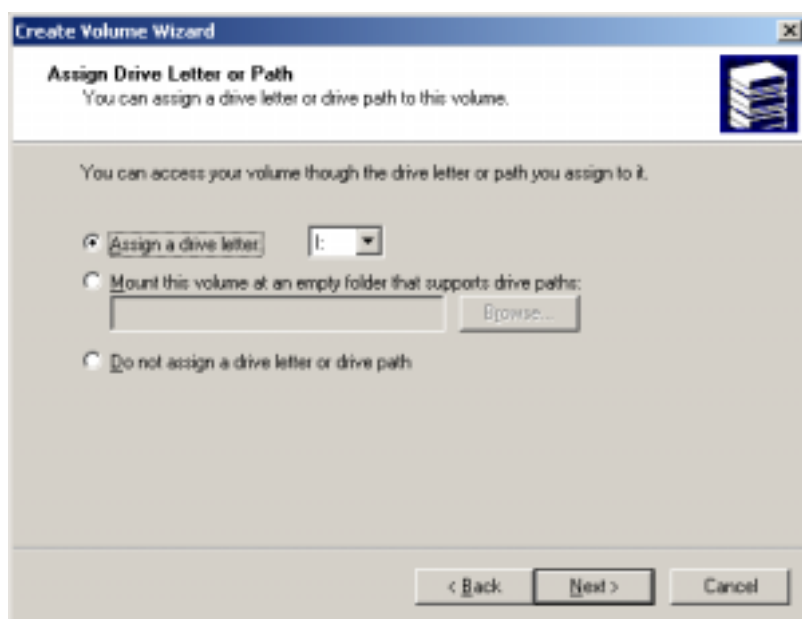 Create Volume Wizard
Assign Drive Letter or Path
You can assign a drive letter or drive path to this volume.
You can access your volume though the drive letter or path you assign to it.
Assign a drive letter: I:
Mount this volume at an empty folder that supports drive paths:
Browse...
Do not assign a drive letter or drive path
< Back Next > Cancel